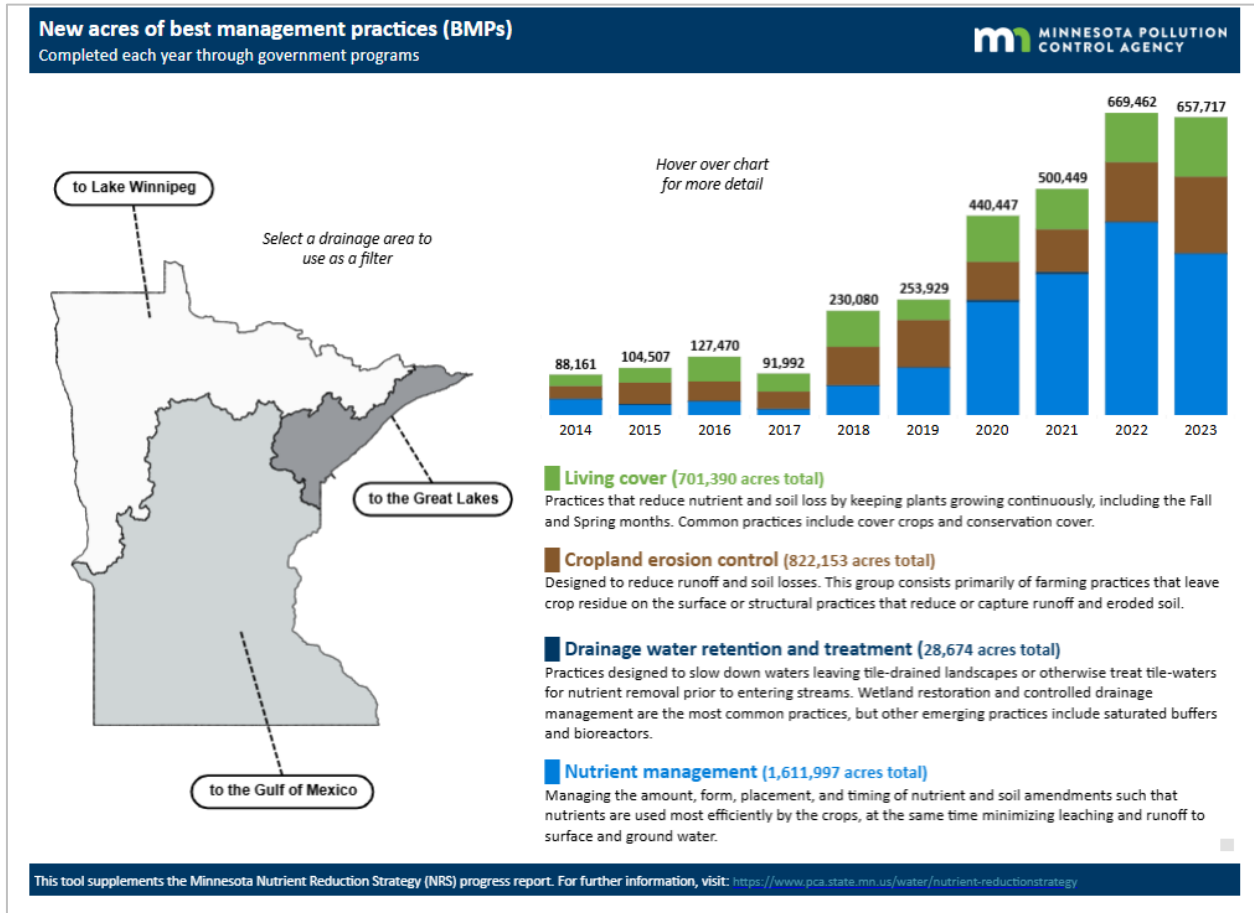 New acres of best management practices (BMPs)
Completed each year through government programs
MINNESOTA POLLUTION
CONTROL AGENCY
to Lake Winnipeg
Select a drainage area to
use as a filter
to the Great Lakes
to the Gulf of Mexico
Hover over chart
for more detail
88,161
104,507
127,470
91,992
230,080
253,929
440,447
500,449
669,462
657,717
2014 2015 2016 2017 2018 2019 2020 2021 2022 2023
Living cover (701,390 acres total)
Practices that reduce nutrient and soil loss by keeping plants growing continuously, including the Fall
and Spring months. Common practices include cover crops and conservation cover.
Cropland erosion control (822,153 acres total)
Designed to reduce runoff and soil losses. This group consists primarily of farming practices that leave
crop residue on the surface or structural practices that reduce or capture runoff and eroded soil.
Drainage water retention and treatment (28,674 acres total)
Practices designed to slow down waters leaving tile-drained landscapes or otherwise treat tile-waters
for nutrient removal prior to entering streams. Wetland restoration and controlled drainage
management are the most common practices, but other emerging practices include saturated buffers
and bioreactors.
Nutrient management (1,611,997 acres total)
Managing the amount, form, placement, and timing of nutrient and soil amendments such that
nutrients are used most efficiently by the crops, at the same time minimizing leaching and runoff to
surface and ground water.
This tool supplements the Minnesota Nutrient Reduction Strategy (NRS) progress report. For further information, visit: https://www.pca.state.mn.us/water/nutrient-reductionstrategy